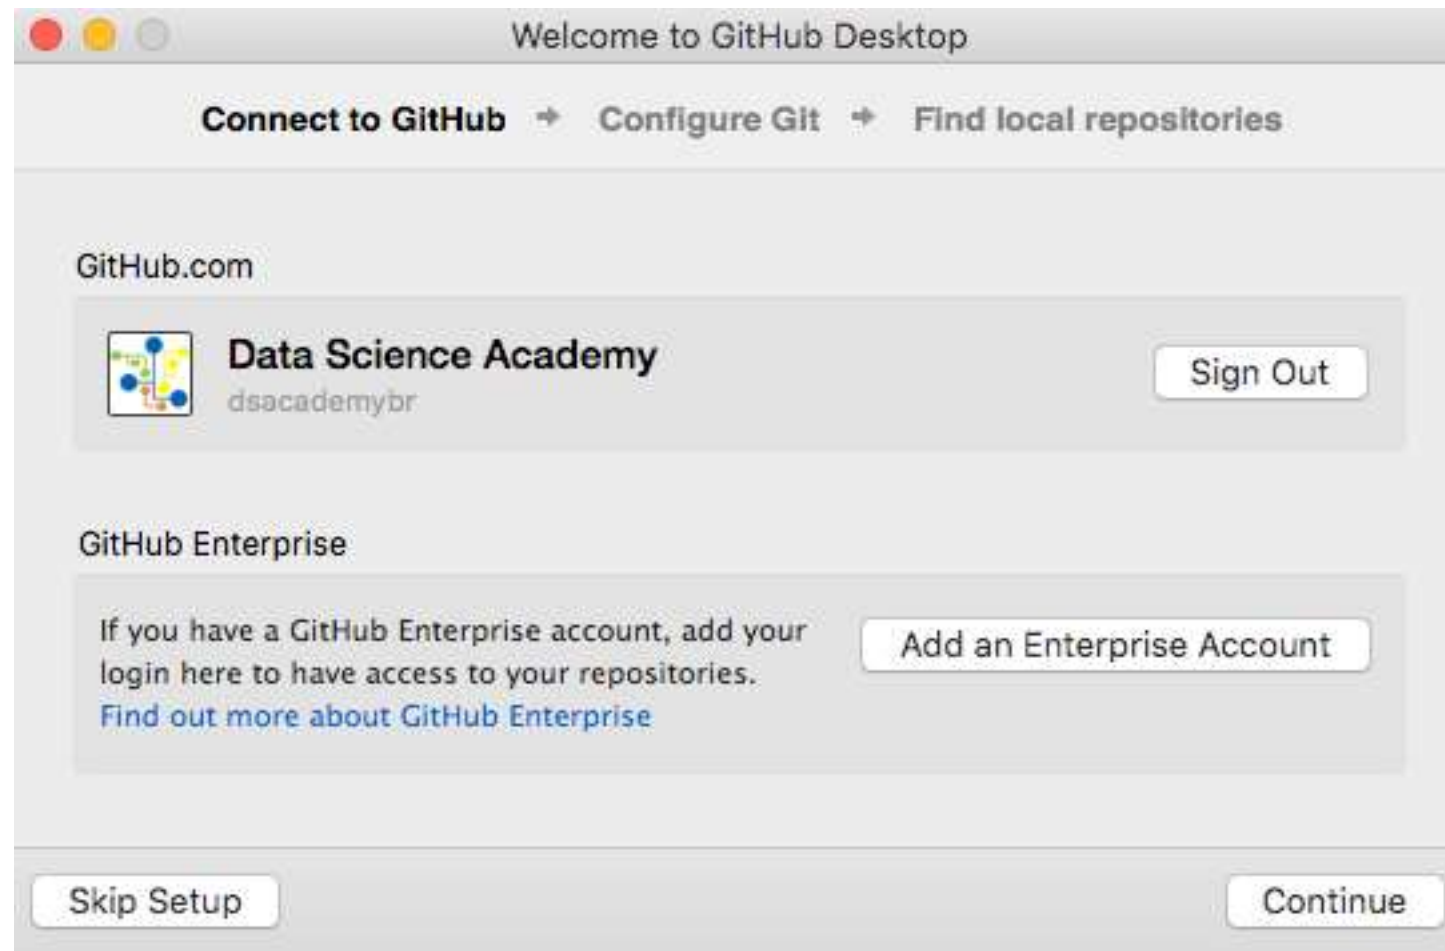 Welcome to GitHub Desktop
Connect to GitHub → Configure Git → Find local repositories
GitHub.com
Data Science Academy
dsacademybr
Sign Out
GitHub Enterprise
If you have a GitHub Enterprise account, add your
login here to have access to your repositories.
Find out more about GitHub Enterprise
Add an Enterprise Account
Skip Setup
Continue